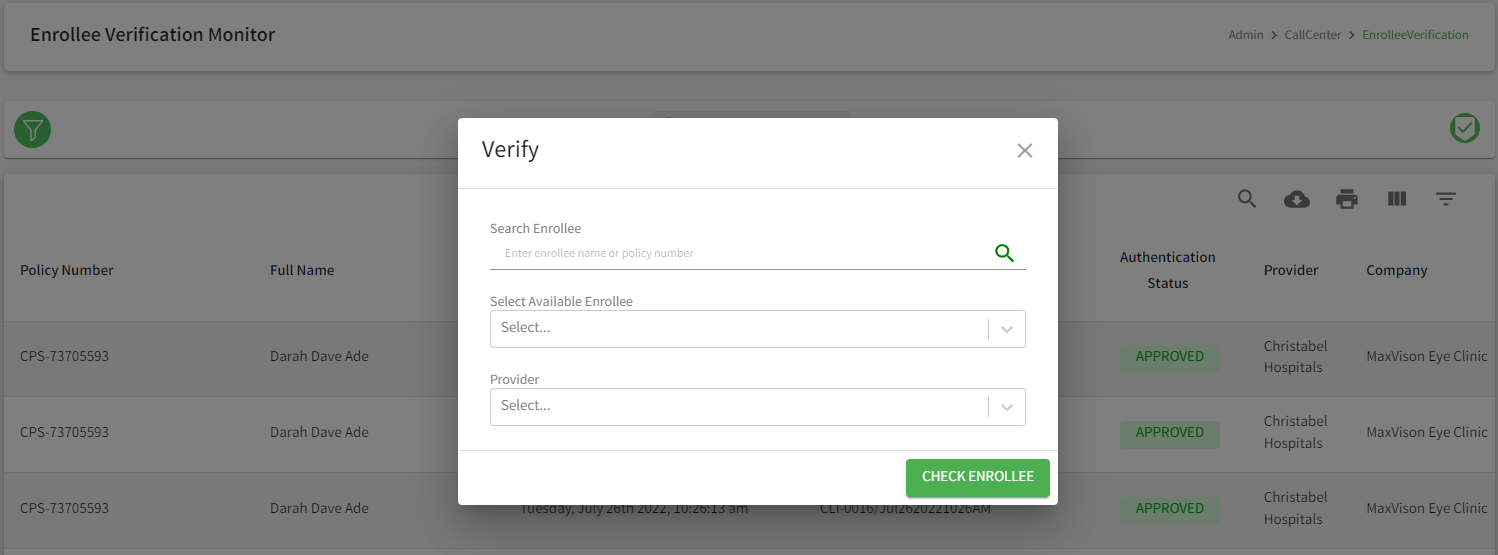 Enrollee Verification Monitor
Admin > CallCenter > EnrolleeVerification
Verify
Search Enrollee
Enter enrollee name or policy number
Select Available Enrollee
Select...
Provider
Select...
CHECK ENROLLEE
Policy Number Full Name Authentication Status Provider Company
CPS-73705593 Darah Dave Ade APPROVED Christabel Hospitals MaxVison Eye Clinic
CPS-73705593 Darah Dave Ade APPROVED Christabel Hospitals MaxVison Eye Clinic
CPS-73705593 Darah Dave Ade Tuesday, July 26th 2022, 10:26:13 am CLI-0016/Jul2620221026AM APPROVED Christabel Hospitals MaxVison Eye Clinic